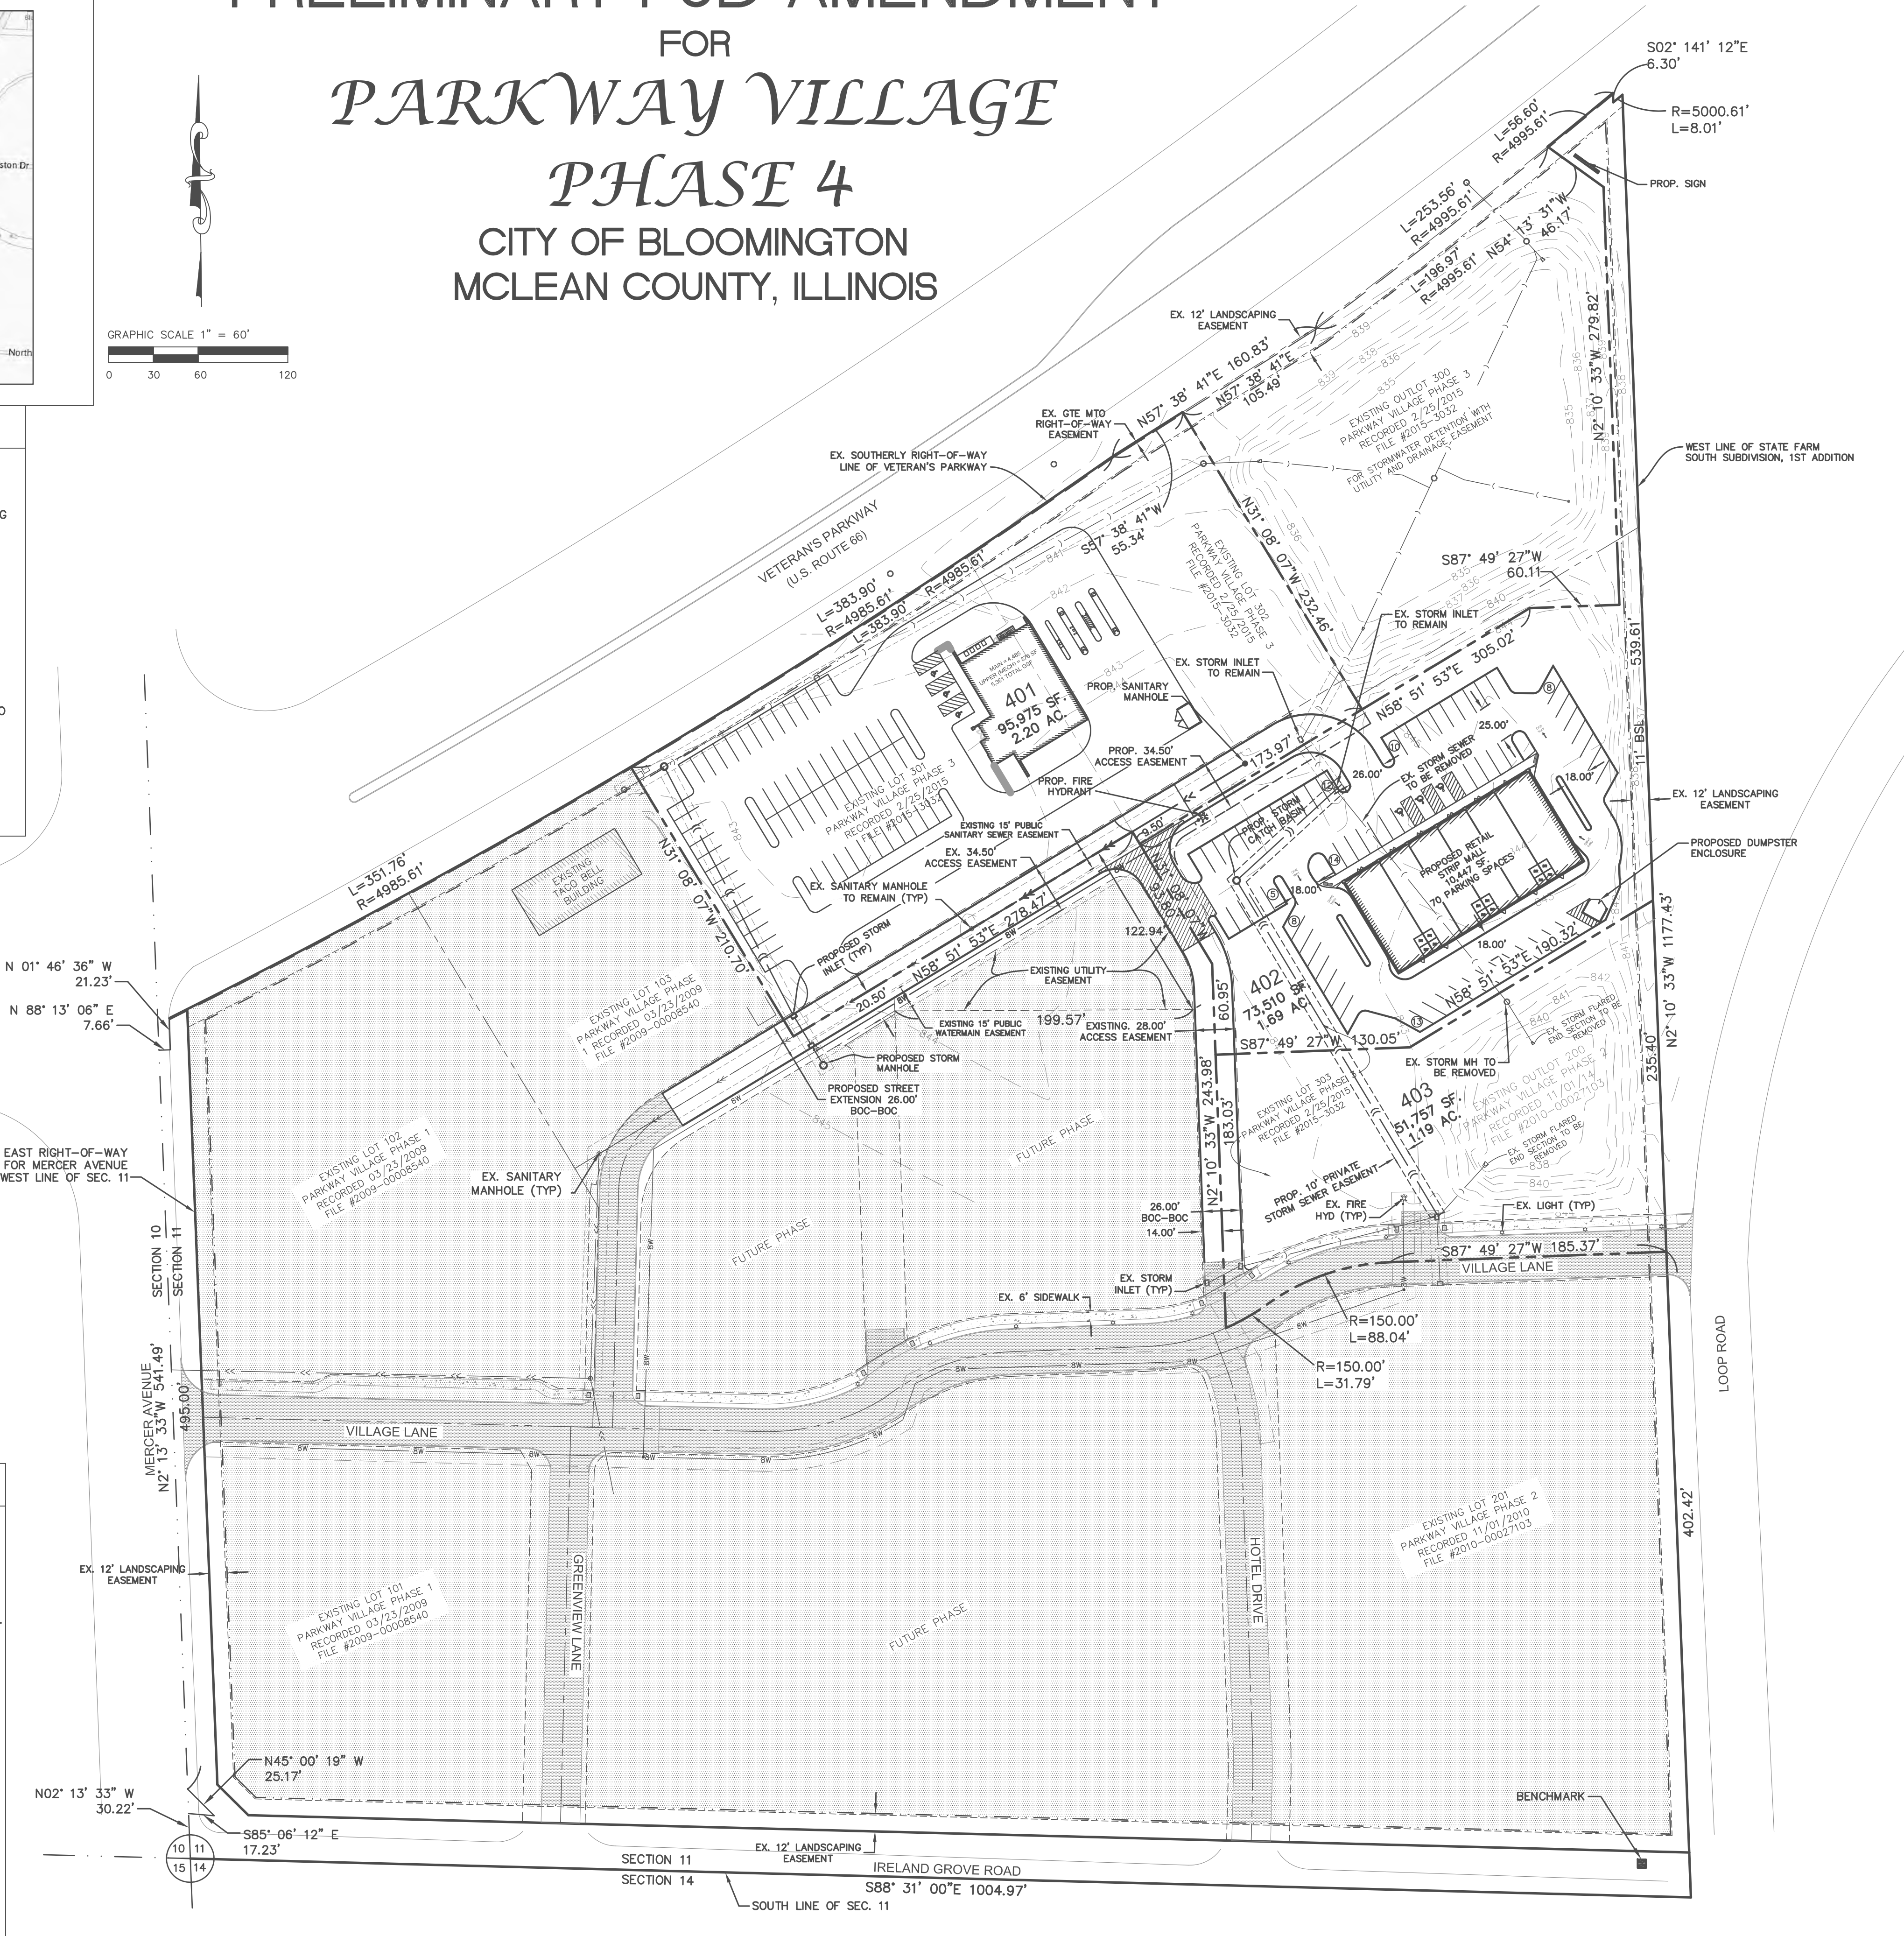 PRELIMINARY PUD AMENDMENT
FOR
PARKWAY VILLAGE
PHASE 4
CITY OF BLOOMINGTON
MCLEAN COUNTY, ILLINOIS
ston Dr.
North
GRAPHIC SCALE 1" = 60'
0 30 60 120
S02° 141' 12"E
6.30'
R=5000.61'
L=8.01'
L=56.60'
R=4995.61'
PROP. SIGN
L=253.56'
R=4995.61'
N54° 13' 31"W
46.17'
L=196.97'
R=4995.61'
EX. 12' LANDSCAPING
EASEMENT
N57° 38' 41"E 160.83'
N57° 38' 41"E
105.49'
N2° 10' 33"W 279.82'
EX. GTE MTO
RIGHT-OF-WAY
EASEMENT
EX. SOUTHERLY RIGHT-OF-WAY
LINE OF VETERAN'S PARKWAY
EXISTING OUTLOT 300
PARKWAY VILLAGE PHASE 3
RECORDED 2/25/2015
FILE #2015-3032
FOR STORMWATER DETENTION WITH
UTILITY AND DRAINAGE EASEMENT
WEST LINE OF STATE FARM
SOUTH SUBDIVISION, 1ST ADDITION
VETERAN'S PARKWAY
(U.S. ROUTE 66)
S57° 38' 41"W
55.34'
N31° 08' 07"W 232.46'
EXISTING LOT 302
PARKWAY VILLAGE PHASE 3
RECORDED 2/25/2015
FILE #2015-3032
S87° 49' 27"W
60.11
L=383.90'
R=4985.61'
L=383.90'
R=4985.61'
EX. STORM INLET
TO REMAIN
539.61'
EX. STORM INLET
TO REMAIN
N58° 51' 53"E 305.02'
MAIN = 4,485
UPPER (MECH) = 876 SF
5,361 TOTAL GSF
401
95,975 SF.
2.20 AC.
PROP. SANITARY
MANHOLE
25.00'
11' BSL
173.97'
PROP. 34.50'
ACCESS EASEMENT
EX. STORM SEWER
TO BE REMOVED
26.00'
18.00'
PROP. FIRE
HYDRANT
EX. 12' LANDSCAPING
EASEMENT
EXISTING LOT 301
PARKWAY VILLAGE PHASE 3
RECORDED 2/25/2015
FILE #2015-3032
EXISTING 15' PUBLIC
SANITARY SEWER EASEMENT
9.50'
PROP. STORM
CATCH BASIN
PROPOSED RETAIL
STRIP MALL
10,447 SF.
70 PARKING SPACES
PROPOSED DUMPSTER
ENCLOSURE
EX. 34.50'
ACCESS EASEMENT
EXISTING
TACO BELL
BUILDING
L=351.76'
R=4985.61'
N31° 08' 07"W 210.70'
EX. SANITARY MANHOLE
TO REMAIN (TYP)
18.00'
122.94'
18.00'
N58° 51' 53"E 190.32'
N2° 10' 33"W 1177.43'
PROPOSED STORM
INLET (TYP)
N58° 51' 53"E 278.47'
20.50'
EXISTING UTILITY
EASEMENT
402
73,510 SF.
1.69 AC.
N 01° 46' 36" W
21.23'
N 88° 13' 06" E
7.66'
EXISTING LOT 103
PARKWAY VILLAGE PHASE
1 RECORDED 03/23/2009
FILE #2009-00008540
EXISTING 15' PUBLIC
WATERMAIN EASEMENT
199.57'
EXISTING. 28.00'
ACCESS EASEMENT
60.95'
S87° 49' 27"W 130.05'
EX. STORM FLARED
END SECTION TO BE
REMOVED
PROPOSED STORM
MANHOLE
EX. STORM MH TO
BE REMOVED
235.40'
PROPOSED STREET
EXTENSION 26.00'
BOC-BOC
EXISTING LOT 303
PARKWAY VILLAGE PHASE 3
RECORDED 2/25/2015
FILE #2015-3032
403
51,757 SF.
1.19 AC.
EXISTING OUTLOT 200
PARKWAY VILLAGE PHASE 2
RECORDED 11/01/14
FILE #2010-00027103
EX. STORM FLARED
END SECTION TO BE
REMOVED
FUTURE PHASE
EAST RIGHT-OF-WAY
FOR MERCER AVENUE
WEST LINE OF SEC. 11
EXISTING LOT 102
PARKWAY VILLAGE PHASE 1
RECORDED 03/23/2009
FILE #2009-00008540
EX. SANITARY
MANHOLE (TYP)
N2° 10' 33"W 243.98'
183.03'
PROP. 10' PRIVATE
STORM SEWER EASEMENT
26.00'
BOC-BOC
14.00'
EX. FIRE
HYD (TYP)
EX. LIGHT (TYP)
FUTURE PHASE
SECTION 10
SECTION 11
S87° 49' 27"W 185.37'
VILLAGE LANE
EX. STORM
INLET (TYP)
EX. 6' SIDEWALK
R=150.00'
L=88.04'
R=150.00'
L=31.79'
LOOP ROAD
MERCER AVENUE
N2° 13' 33"W 541.49'
495.00'
VILLAGE LANE
402.42'
EXISTING LOT 201
PARKWAY VILLAGE PHASE 2
RECORDED 11/01/2010
FILE #2010-00027103
EX. 12' LANDSCAPING
EASEMENT
GREENVIEW LANE
HOTEL DRIVE
EXISTING LOT 101
PARKWAY VILLAGE PHASE 1
RECORDED 03/23/2009
FILE #2009-00008540
FUTURE PHASE
N45° 00' 19" W
25.17'
N02° 13' 33" W
30.22'
BENCHMARK
S85° 06' 12" E
17.23'
10 11
15 14
EX. 12' LANDSCAPING
EASEMENT
SECTION 11
SECTION 14
IRELAND GROVE ROAD
S88° 31' 00"E 1004.97'
SOUTH LINE OF SEC. 11